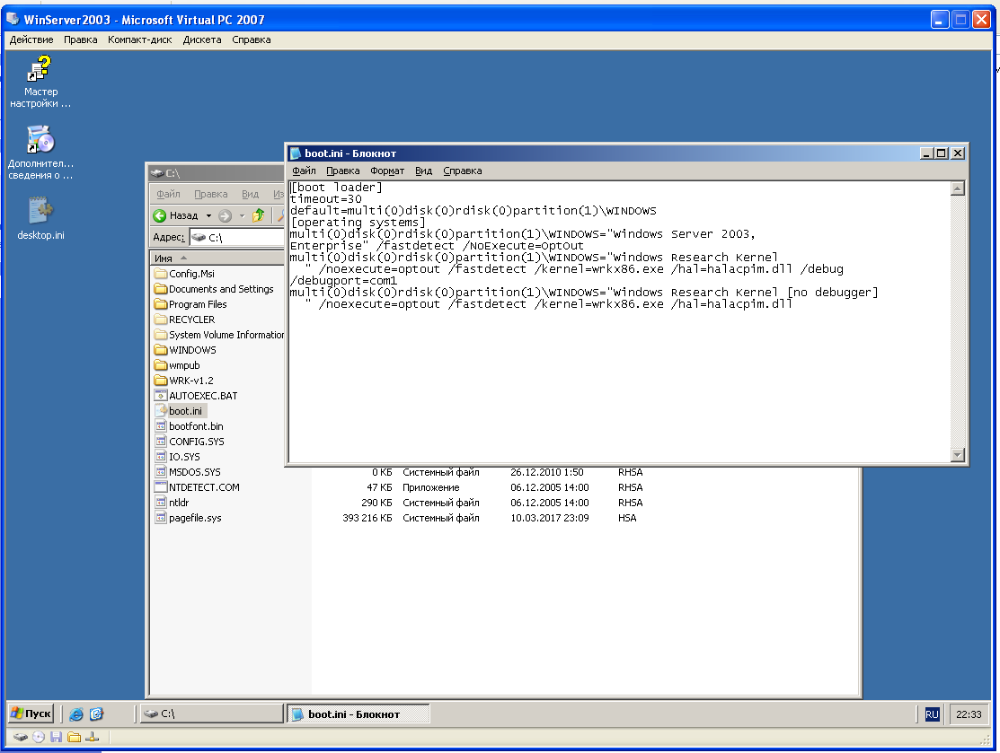 WinServer2003 - Microsoft Virtual PC 2007
Действие Правка Компакт-диск Дискета Справка
Мастер
настройки ...
Дополнител...
сведения о ...
desktop.ini
C:\
Файл Правка Вид Из
Назад
Адрес: C:\
Имя
Config.Msi
Documents and Settings
Program Files
RECYCLER
System Volume Information
WINDOWS
wmpub
WRK-v1.2
AUTOEXEC.BAT
boot.ini
bootfont.bin
CONFIG.SYS
IO.SYS
MSDOS.SYS 0 КБ Системный файл 26.12.2010 1:50 RHSA
NTDETECT.COM 47 КБ Приложение 06.12.2005 14:00 RHSA
ntldr 290 КБ Системный файл 06.12.2005 14:00 RHSA
pagefile.sys 393 216 КБ Системный файл 10.03.2017 23:09 HSA
boot.ini - Блокнот
Файл Правка Формат Вид Справка
[boot loader]
timeout=30
default=multi(0)disk(0)rdisk(0)partition(1)\WINDOWS
[operating systems]
multi(0)disk(0)rdisk(0)partition(1)\WINDOWS="Windows Server 2003,
Enterprise" /fastdetect /NoExecute=OptOut
multi(0)disk(0)rdisk(0)partition(1)\WINDOWS="Windows Research Kernel
" /noexecute=optout /fastdetect /kernel=wrkx86.exe /hal=halacpim.dll /debug
/debugport=com1
multi(0)disk(0)rdisk(0)partition(1)\WINDOWS="Windows Research Kernel [no debugger]
" /noexecute=optout /fastdetect /kernel=wrkx86.exe /hal=halacpim.dll
Пуск C:\ boot.ini - Блокнот RU 22:33